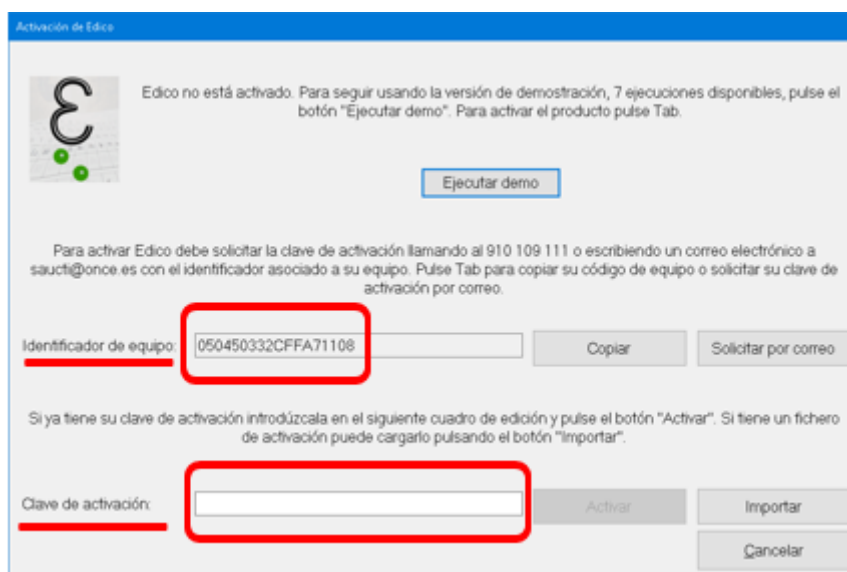 Activación de Edico
Edico no está activado. Para seguir usando la versión de demostración, 7 ejecuciones disponibles, pulse el
botón "Ejecutar demo". Para activar el producto pulse Tab.
Ejecutar demo
Para activar Edico debe solicitar la clave de activación llamando al 910 109 111 o escribiendo un correo electrónico a
saucti@once.es con el identificador asociado a su equipo. Pulse Tab para copiar su código de equipo o solicitar su clave de
activación por correo.
Identificador de equipo: 050450332CFFA71108 Copiar Solicitar por correo
Si ya tiene su clave de activación introdúzcala en el siguiente cuadro de edición y pulse el botón "Activar". Si tiene un fichero
de activación puede cargarlo pulsando el botón "Importar".
Clave de activación: Activar Importar
Cancelar